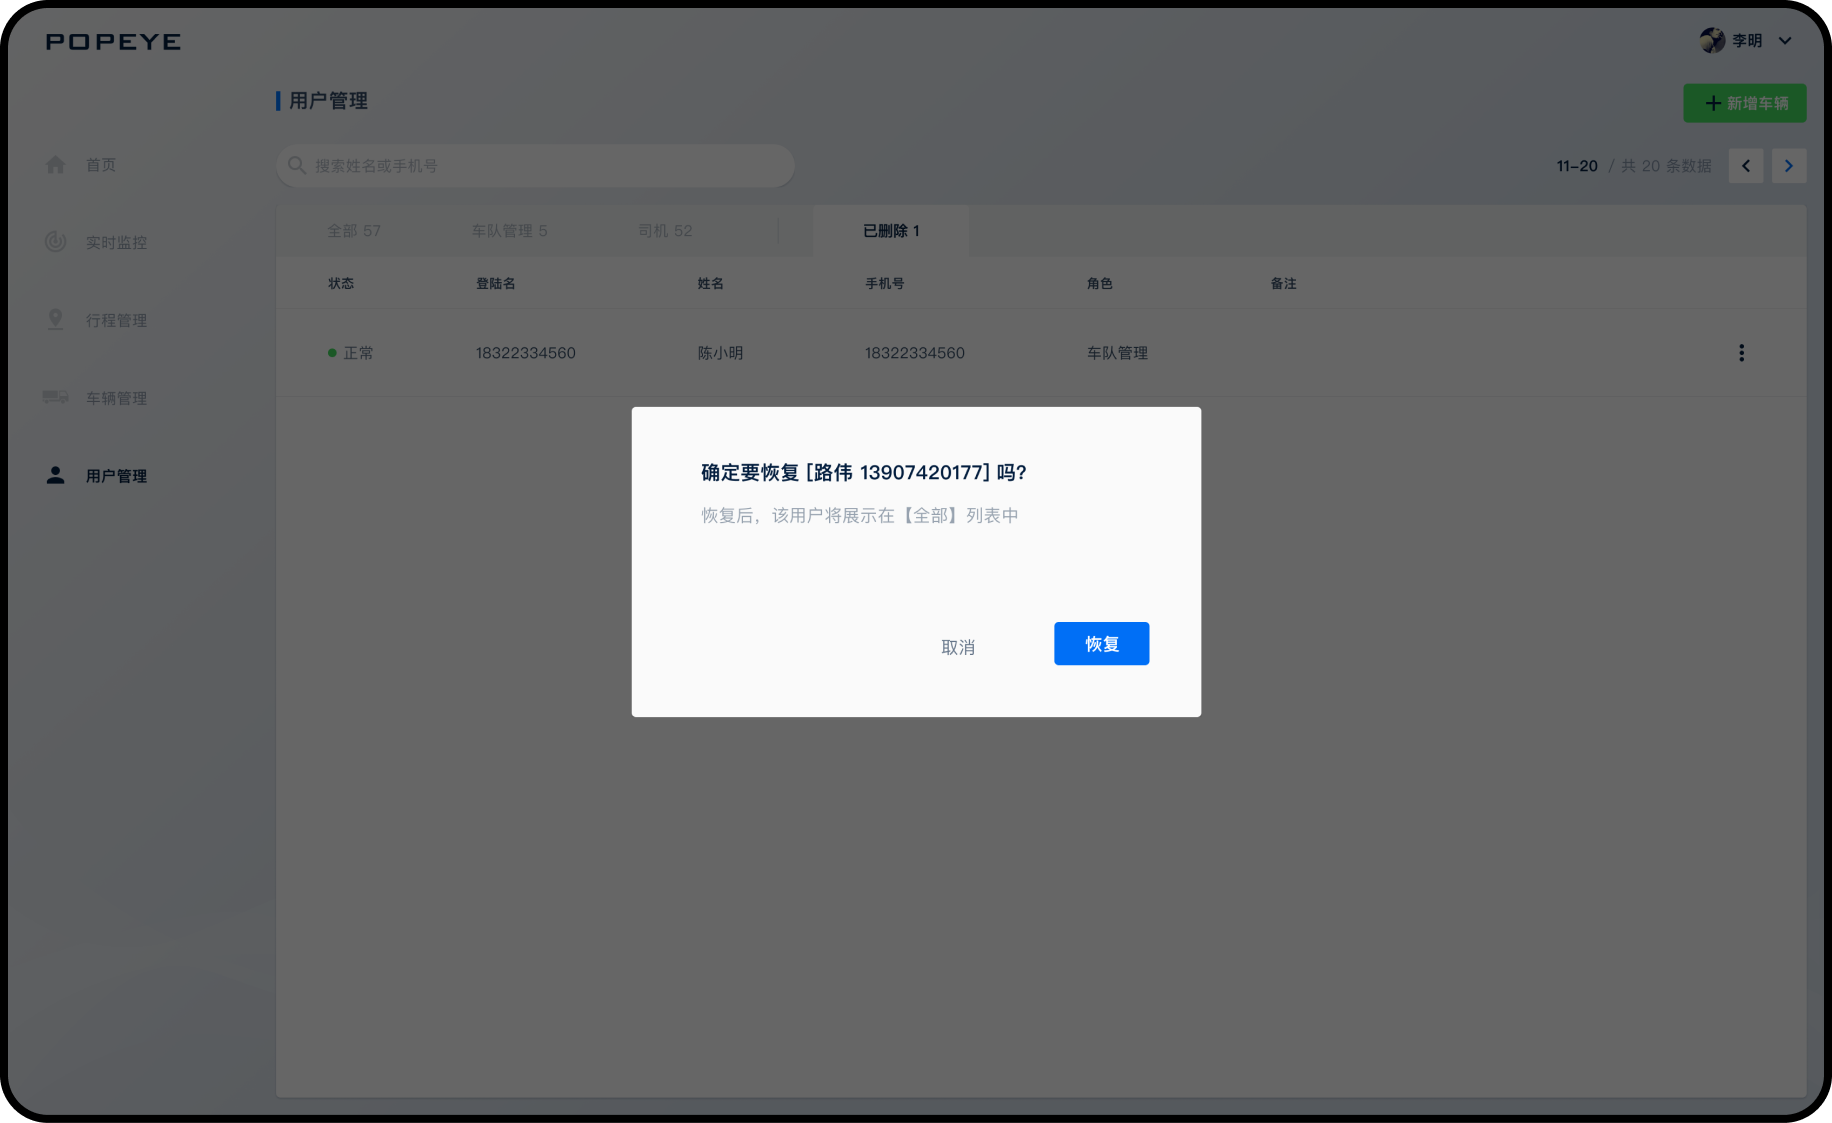 POPEYE
李明
用户管理
新增车辆
首页
搜索姓名或手机号
11-20 / 共 20 条数据
实时监控
全部 57
车队管理 5
司机 52
已删除 1
状态
登陆名
姓名
手机号
角色
备注
行程管理
正常
18322334560
陈小明
18322334560
车队管理
车辆管理
用户管理
确定要恢复 [路伟 13907420177] 吗?
恢复后，该用户将展示在【全部】列表中
取消
恢复